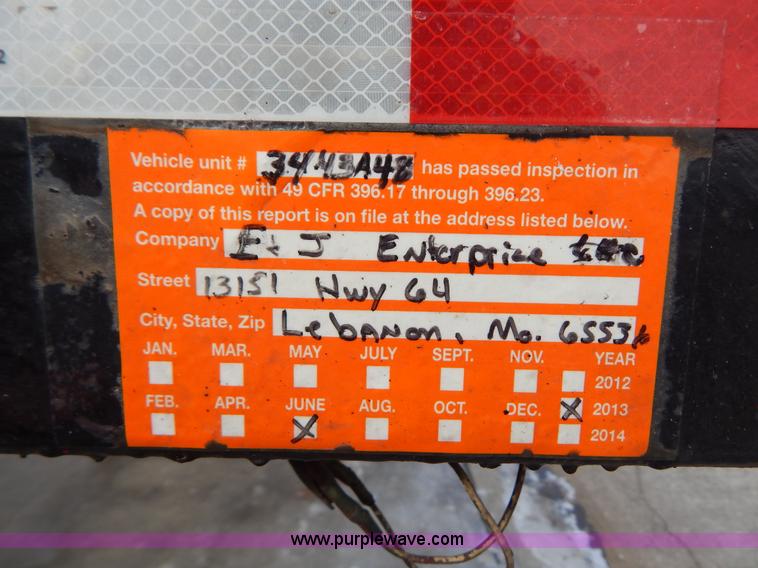 2
Vehicle unit # has passed inspection in
accordance with 49 CFR 396.17 through 396.23.
A copy of this report is on file at the address listed below.
Company E & J Enterprize
Street 13151 Hwy 64
City, State, Zip Lebanon, Mo. 65536
JAN. MAR. MAY JULY SEPT. NOV. YEAR
2012
FEB. APR. JUNE AUG. OCT. DEC. X 2013
X 2014
www.purplewave.com